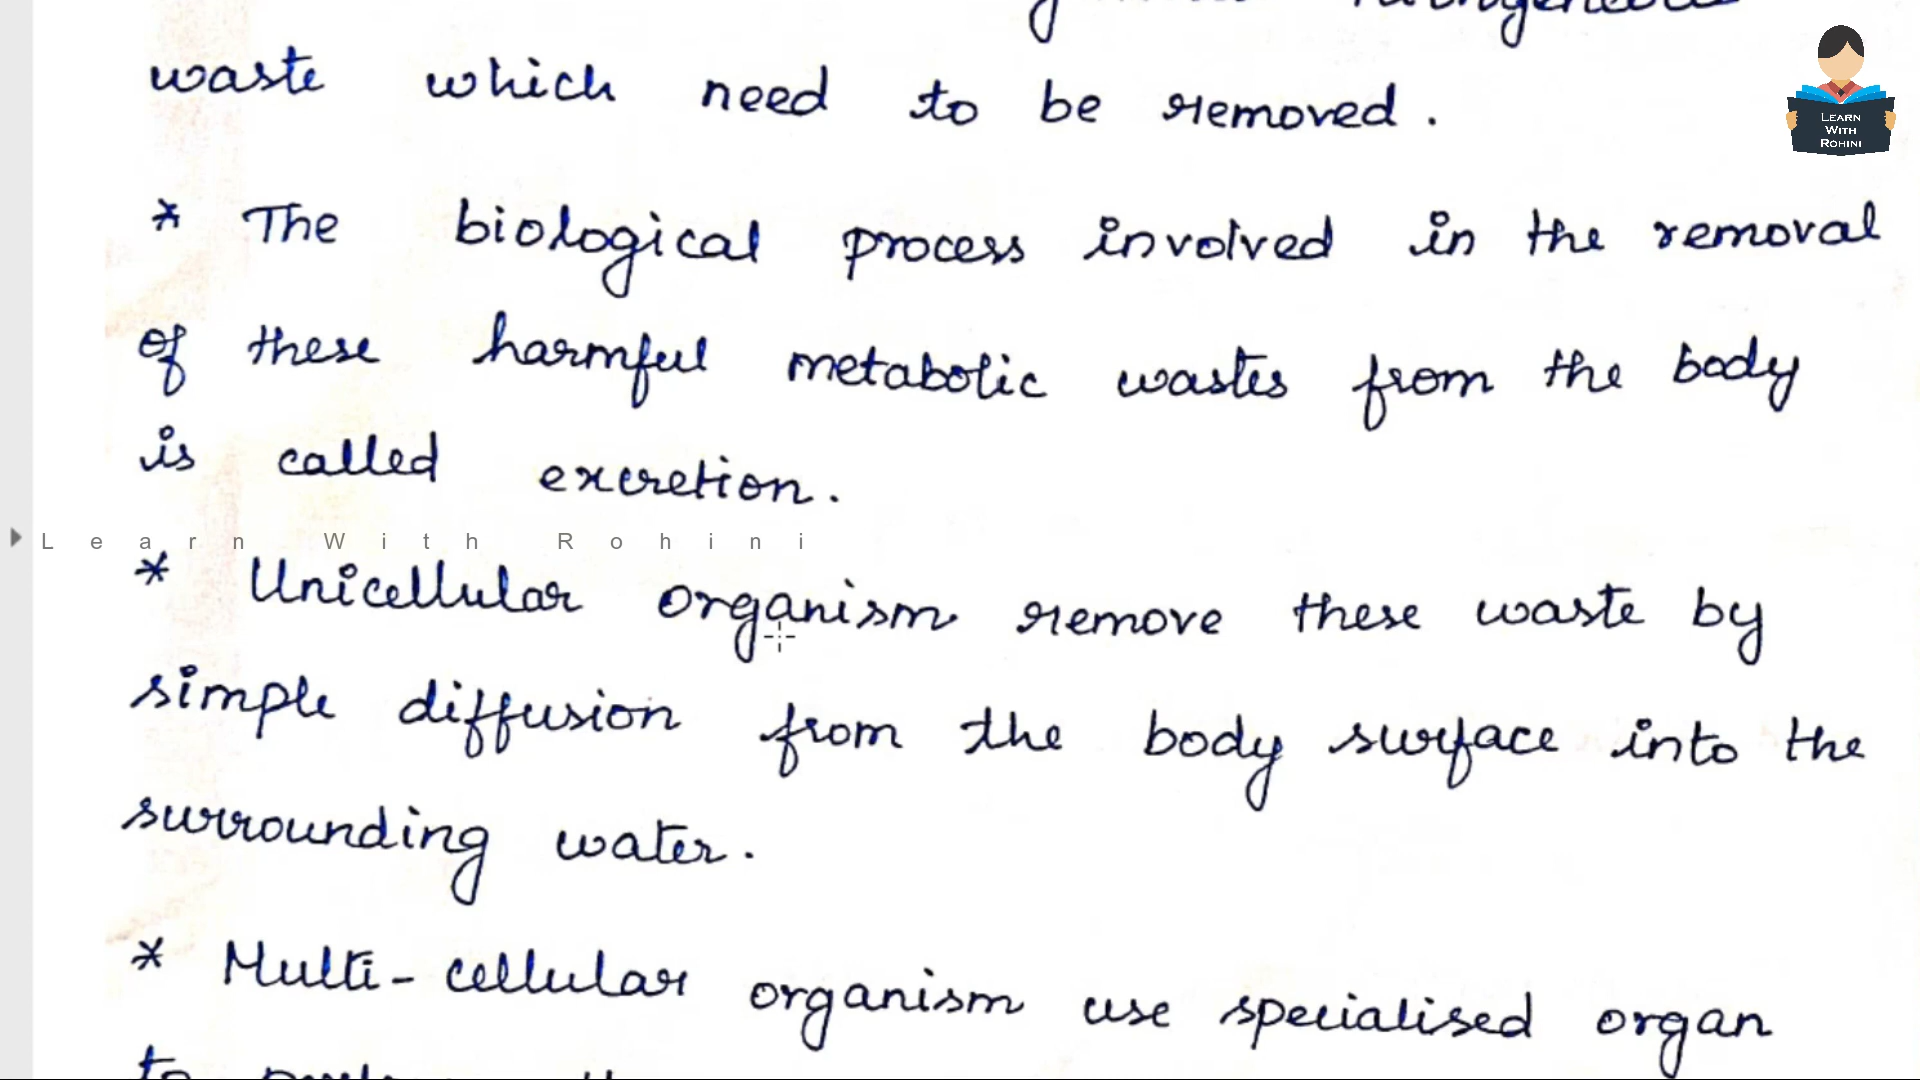 waste which need to be removed.
LEARN
WITH
ROHINI
* The biological process involved in the removal
of these harmful metabolic wastes from the body
is called excretion.
Learn With Rohini
* Unicellular organism remove these waste by
simple diffusion from the body surface into the
surrounding water.
* Multi-cellular organism use specialised organ
to